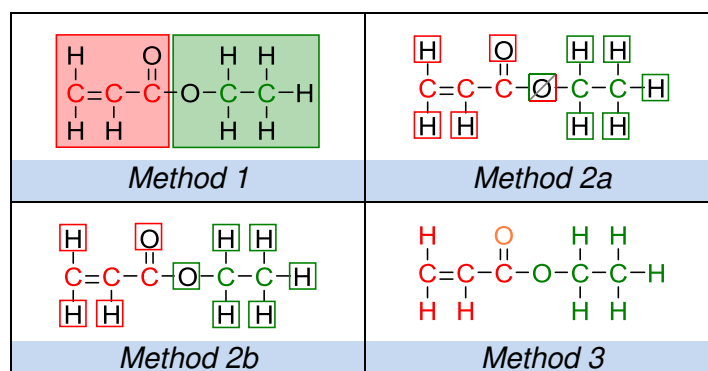 H O H H
C=C–C–O–C–C–H
H H H H
Method 1
H O H H
C=C–C–O–C–C–H
H H H H
Method 2a
H O H H
C=C–C–O–C–C–H
H H H H
Method 2b
H O H H
C=C–C–O–C–C–H
H H H H
Method 3